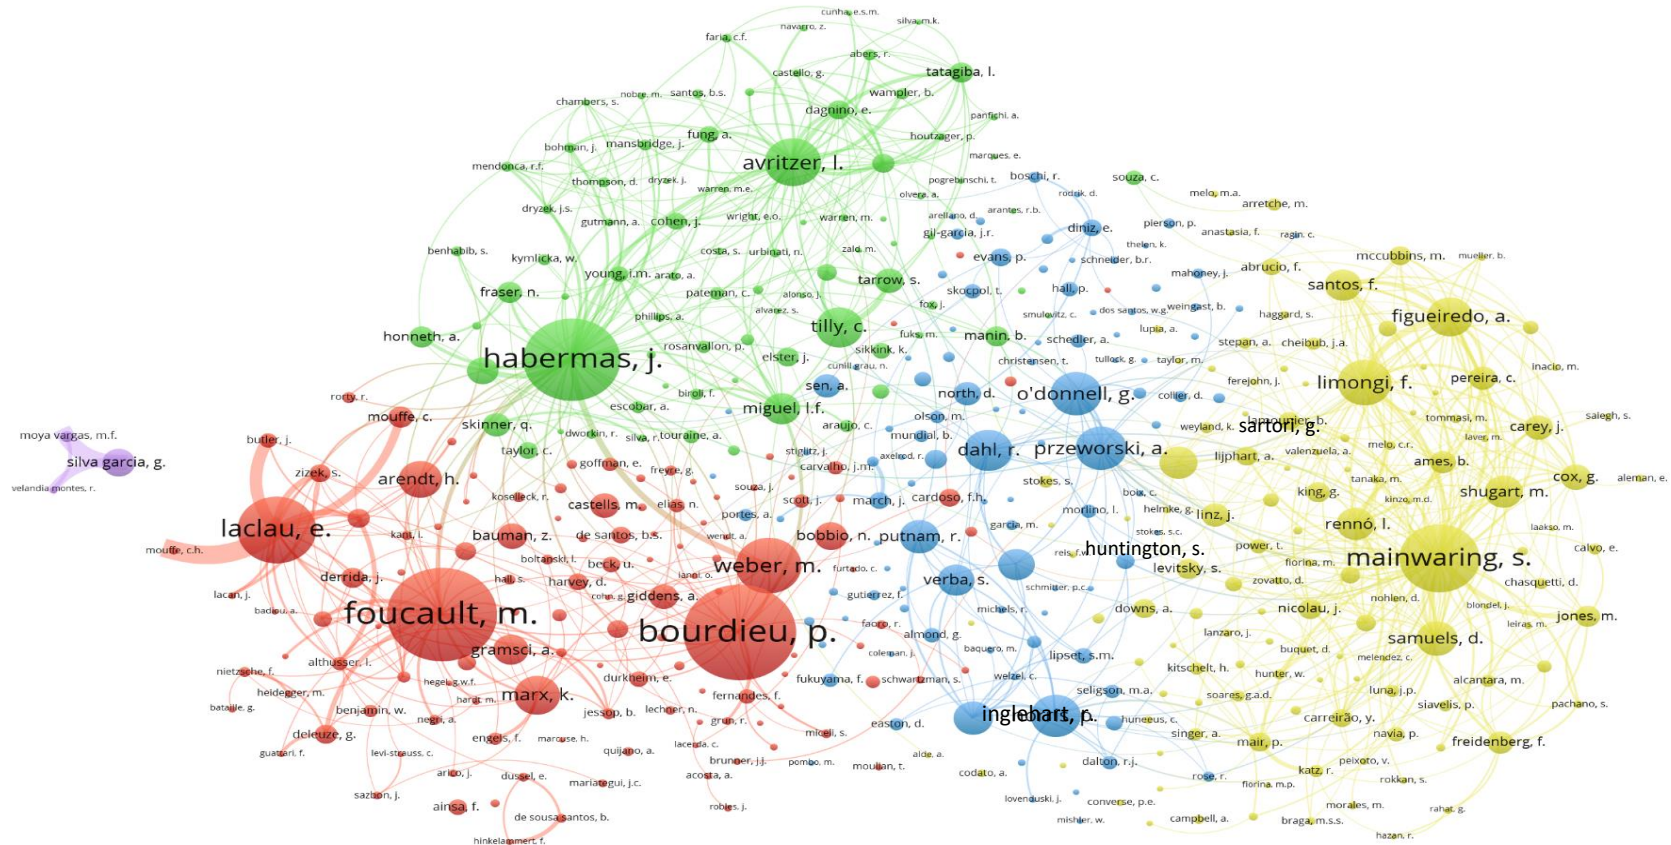 cunha, e.s.m.
silva, m.k.
navarro, z.
faria, c.f.
abers, r.
castello, g.
tatagiba, l.
nobre, m.
santos, b.s.
wampler, b.
chambers, s.
dagnino, e.
panfichi, a.
fung, a.
houtzager, p.
bohman, j.
mansbridge, j.
avritzer, l.
marques, e.
mendonca, r.f.
thompson, d.
dryzek, j.
warren, m.e.
pogrebinschi, t.
boschi, r.
souza, c.
olvera, a.
rodrik, d.
melo, m.a.
arretche, m.
dryzek, j.s.
gutmann, a.
cohen, j.
wright, e.o.
warren, m.
arellano, d.
arantes, r.b.
gil-garcia, j.r.
diniz, e.
pierson, p.
anastasia, f.
ragin, c.
benhabib, s.
kymlicka, w.
costa, s.
urbinati, n.
zald, m.
evans, p.
thelen, k.
schneider, b.r.
mccubbins, m.
mueller, b.
young, i.m.
arato, a.
tarrow, s.
mahoney, j.
abrucio, f.
fraser, n.
pateman, c.
alonso, j.
skocpol, t.
hall, p.
santos, f.
phillips, a.
alvarez, s.
fox, j.
smulovitz, c.
dos santos, w.g.
weingast, b.
haggard, s.
figueiredo, a.
honneth, a.
tilly, c.
fuks, m.
manin, b.
schedler, a.
lupia, a.
stepan, a.
cheibub, j.a.
rosanvallon, p.
elster, j.
sikkink, k.
habermas, j.
cunill grau, n.
christensen, t.
tullock, g.
taylor, m.
inacio, m.
biroli, f.
sen, a.
north, d.
o'donnell, g.
collier, d.
ferejohn, j.
limongi, f.
pereira, c.
rorty, r.
mouffe, c.
escobar, a.
miguel, l.f.
olson, m.
saiegh, s.
skinner, q.
araujo, c.
weyland, k.
lamounier, b.
sartori, g.
tommasi, m.
carey, j.
moya vargas, m.f.
butler, j.
dworkin, r.
silva, r.
touraine, a.
mundial, b.
laver, m.
taylor, c.
stiglitz, j.
axelrod, r.
dahl, r.
przeworski, a.
melo, c.r.
valenzuela, a.
silva garcia, g.
zizek, s.
goffman, e.
freyre, g.
carvalho, j.m.
lijphart, a.
ames, b.
arendt, h.
stokes, s.
tanaka, m.
cox, g.
aleman, e.
velandia montes, r.
koselleck, r.
souza, j.
scott, j.
march, j.
cardoso, f.h.
boix, c.
king, g.
kinzo, m.d.
shugart, m.
castells, m.
elias, n.
portes, a.
morlino, l.
helmke, g.
linz, j.
laclau, e.
kant, i.
bauman, z.
de santos, b.s.
wendt, a.
bobbio, n.
putnam, r.
garcia, m.
stokes, s.c.
rennó, l.
laakso, m.
mouffe, c.h.
boltanski, l.
beck, u.
weber, m.
reis, f.w.
huntington, s.
power, t.
mainwaring, s.
calvo, e.
derrida, j.
hall, s.
harvey, d.
ianni, o.
furtado, c.
verba, s.
levitsky, s.
fiorina, m.
zovatto, d.
chasquetti, d.
lacan, j.
cohn, g.
giddens, a.
gutierrez, f.
schmitter, p.c.
nohlen, d.
badiou, a.
foucault, m.
michels, r.
downs, a.
nicolau, j.
blondel, j.
jones, m.
bourdieu, p.
faoro, r.
almond, g.
lanzaro, j.
leiras, m.
samuels, d.
gramsci, a.
coleman, j.
baquero, m.
lipset, s.m.
buquet, d.
melendez, c.
althusser, l.
nietzsche, f.
hegel, g.w.f.
durkheim, e.
fukuyama, f.
schwartzman, s.
welzel, c.
kitschelt, h.
hunter, w.
alcantara, m.
heidegger, m.
hardt, m.
marx, k.
fernandes, f.
seligson, m.a.
soares, g.a.d.
luna, j.p.
bataille, g.
benjamin, w.
negri, a.
jessop, b.
lechner, n.
grun, r.
easton, d.
inglehart, r.
huneeus, c.
carreirão, y.
siavelis, p.
pachano, s.
deleuze, g.
engels, f.
marcuse, h.
miceli, s.
singer, a.
mair, p.
navia, p.
freidenberg, f.
guattari, f.
levi-strauss, c.
quijano, a.
lacerda, c.
brunner, j.j.
pombo, m.
moulian, t.
alde, a.
dalton, r.j.
peixoto, v.
arico, j.
dussel, e.
mariategui, j.c.
acosta, a.
codato, a.
rose, r.
katz, r.
rokkan, s.
fiorina, m.p.
sazbon, j.
ainsa, f.
robles, j.
lovenduski, j.
converse, p.e.
morales, m.
rahat, g.
de sousa santos, b.
mishler, w.
campbell, a.
braga, m.s.s.
hinkelammert, f.
hazan, r.